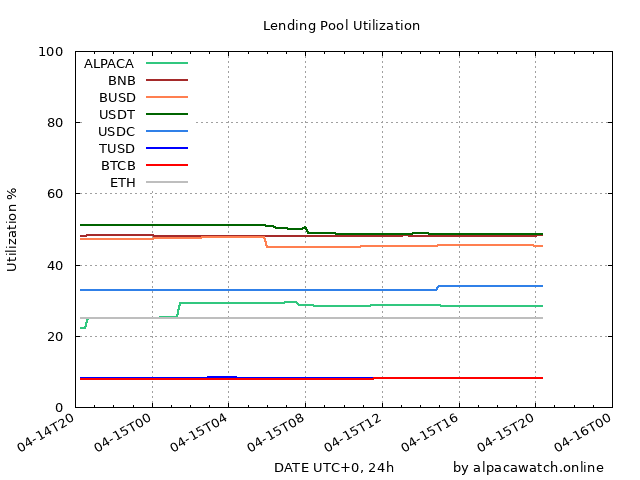 Lending Pool Utilization
Utilization %
100
80
60
40
20
0
ALPACA
BNB
BUSD
USDT
USDC
TUSD
BTCB
ETH
04-14T20
04-15T00
04-15T04
04-15T08
04-15T12
04-15T16
04-15T20
04-16T00
DATE UTC+0, 24h
by alpacawatch.online